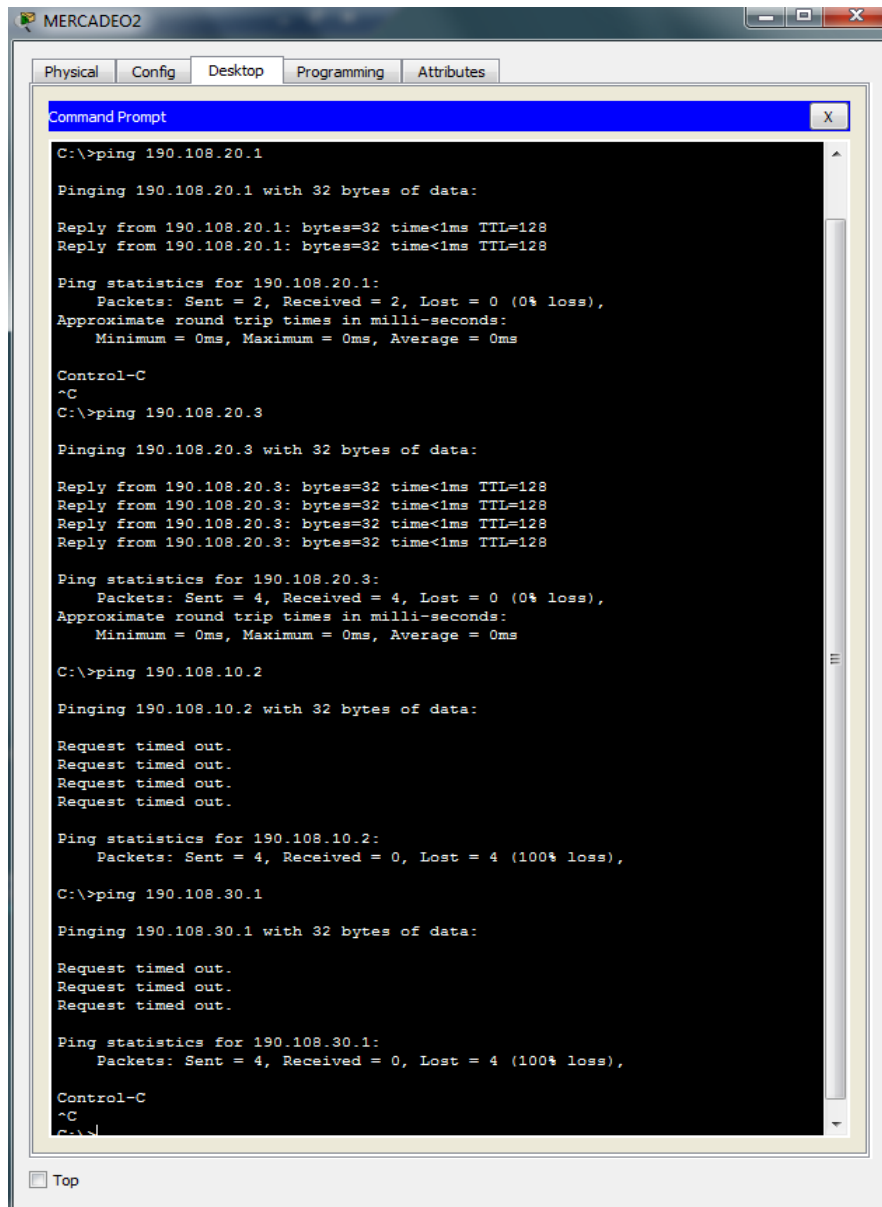 MERCADEO2
Physical Config Desktop Programming Attributes
Command Prompt X
C:\>ping 190.108.20.1
Pinging 190.108.20.1 with 32 bytes of data:
Reply from 190.108.20.1: bytes=32 time<1ms TTL=128
Reply from 190.108.20.1: bytes=32 time<1ms TTL=128
Ping statistics for 190.108.20.1:
Packets: Sent = 2, Received = 2, Lost = 0 (0% loss),
Approximate round trip times in milli-seconds:
Minimum = 0ms, Maximum = 0ms, Average = 0ms
Control-C
^C
C:\>ping 190.108.20.3
Pinging 190.108.20.3 with 32 bytes of data:
Reply from 190.108.20.3: bytes=32 time<1ms TTL=128
Reply from 190.108.20.3: bytes=32 time<1ms TTL=128
Reply from 190.108.20.3: bytes=32 time<1ms TTL=128
Reply from 190.108.20.3: bytes=32 time<1ms TTL=128
Ping statistics for 190.108.20.3:
Packets: Sent = 4, Received = 4, Lost = 0 (0% loss),
Approximate round trip times in milli-seconds:
Minimum = 0ms, Maximum = 0ms, Average = 0ms
C:\>ping 190.108.10.2
Pinging 190.108.10.2 with 32 bytes of data:
Request timed out.
Request timed out.
Request timed out.
Request timed out.
Ping statistics for 190.108.10.2:
Packets: Sent = 4, Received = 0, Lost = 4 (100% loss),
C:\>ping 190.108.30.1
Pinging 190.108.30.1 with 32 bytes of data:
Request timed out.
Request timed out.
Request timed out.
Ping statistics for 190.108.30.1:
Packets: Sent = 4, Received = 0, Lost = 4 (100% loss),
Control-C
^C
C:\>
Top